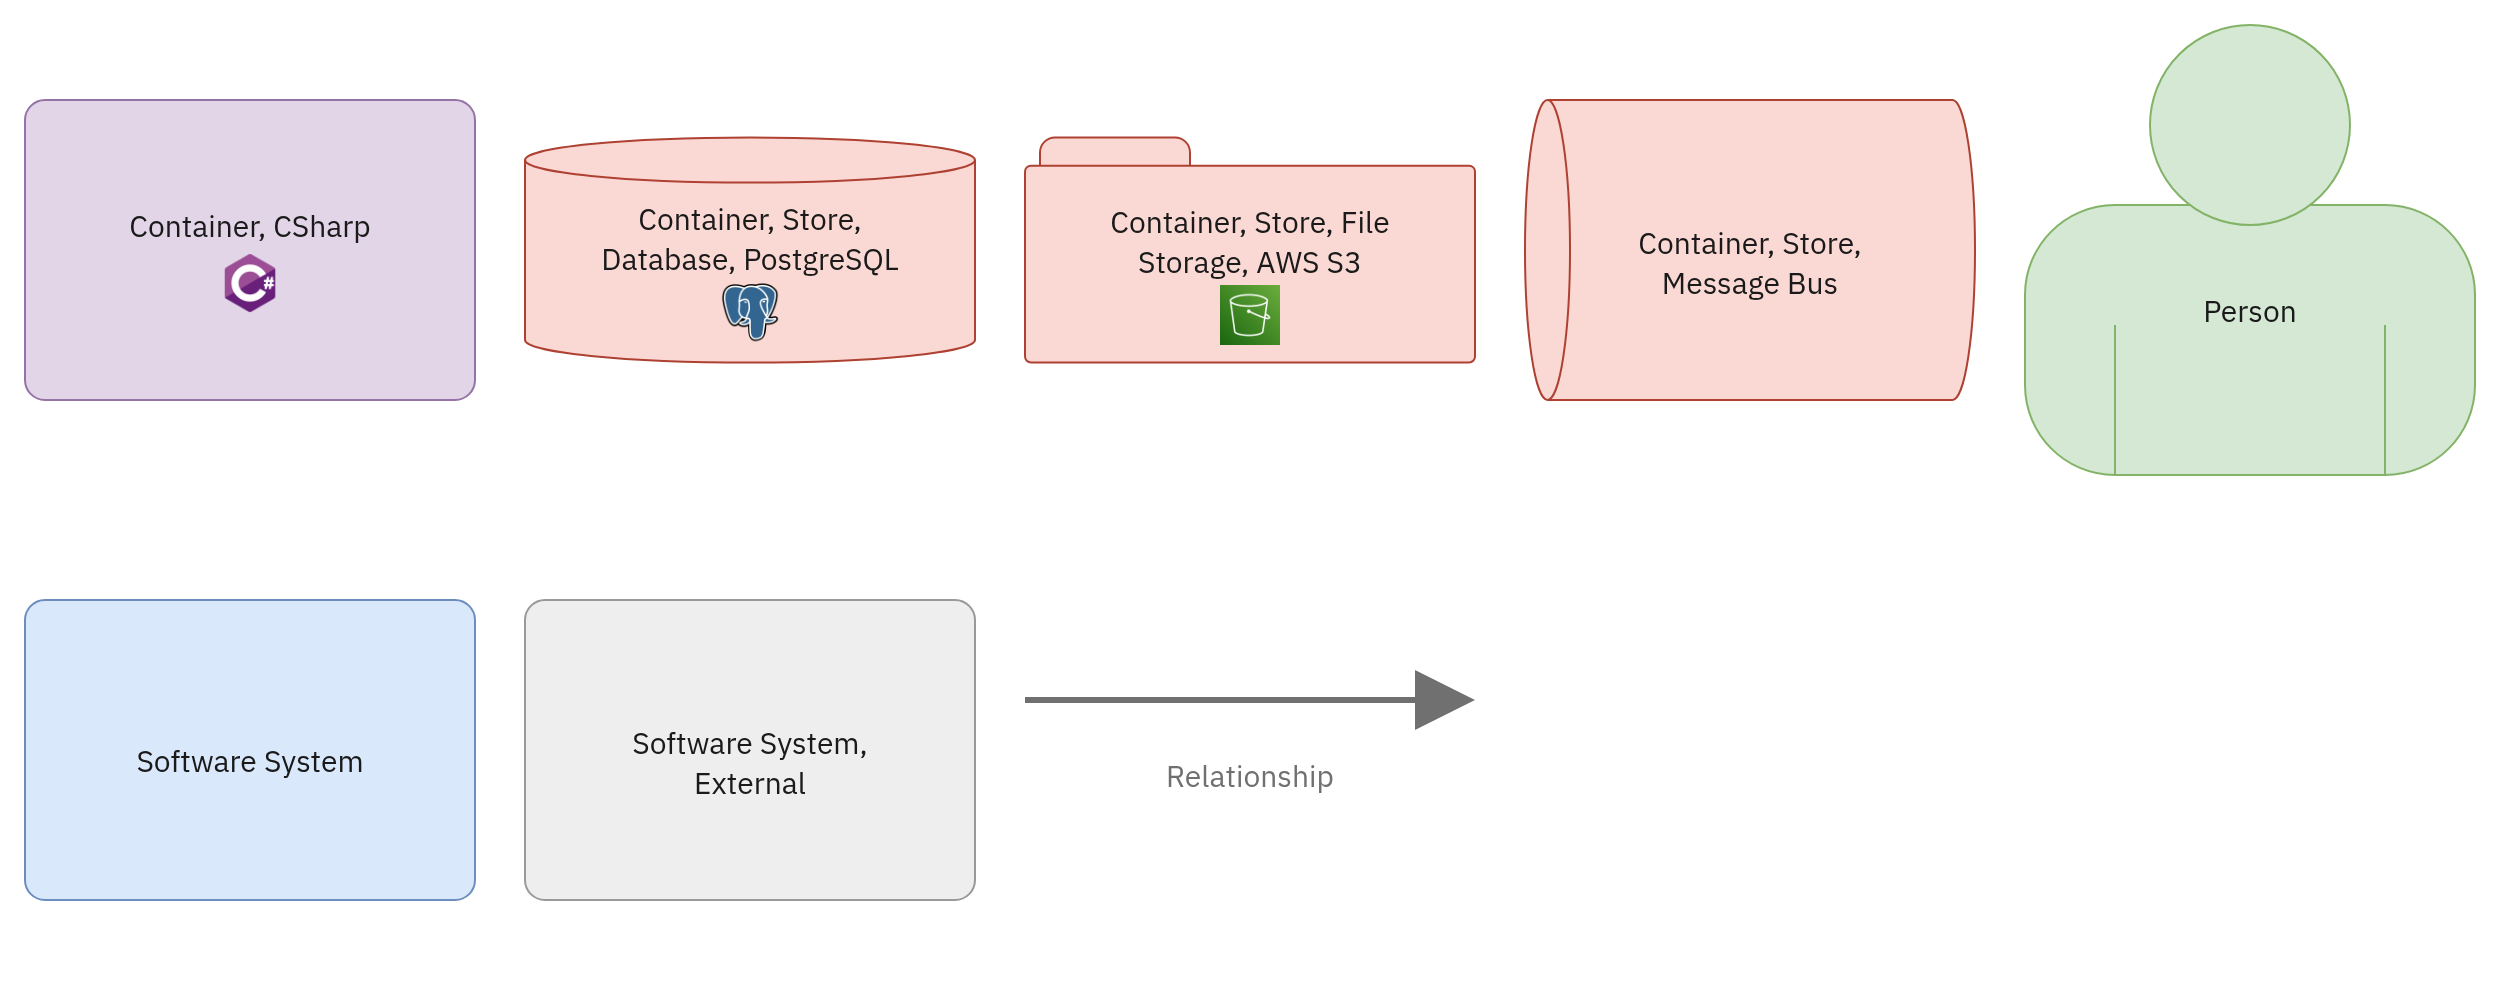 Container, CSharp
C#
Container, Store,
Database, PostgreSQL
Container, Store, File
Storage, AWS S3
Container, Store,
Message Bus
Person
Software System
Software System,
External
Relationship